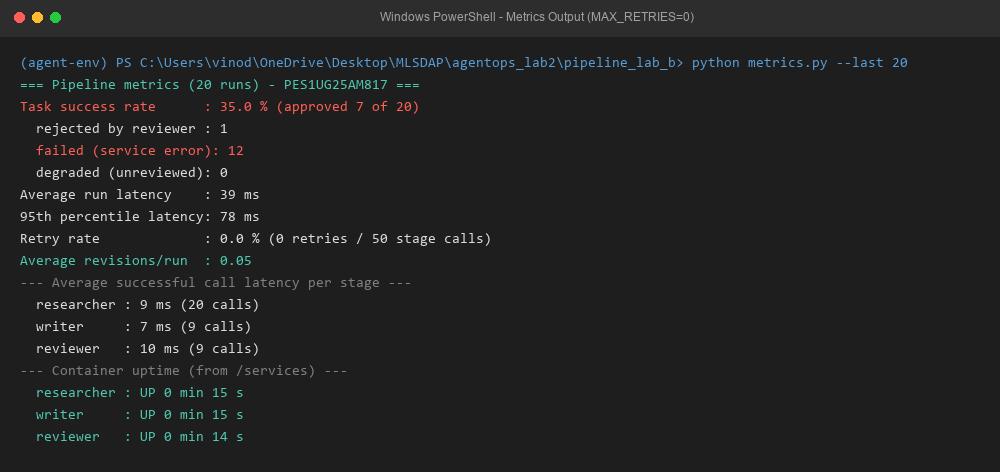 Windows PowerShell - Metrics Output (MAX_RETRIES=0)
(agent-env) PS C:\Users\vinod\OneDrive\Desktop\MLSDAP\agentops_lab2\pipeline_lab_b> python metrics.py --last 20
=== Pipeline metrics (20 runs) - PES1UG25AM817 ===
Task success rate      : 35.0 % (approved 7 of 20)
  rejected by reviewer : 1
  failed (service error): 12
  degraded (unreviewed): 0
Average run latency    : 39 ms
95th percentile latency: 78 ms
Retry rate             : 0.0 % (0 retries / 50 stage calls)
Average revisions/run  : 0.05
--- Average successful call latency per stage ---
  researcher : 9 ms (20 calls)
  writer     : 7 ms (9 calls)
  reviewer   : 10 ms (9 calls)
--- Container uptime (from /services) ---
  researcher : UP 0 min 15 s
  writer     : UP 0 min 15 s
  reviewer   : UP 0 min 14 s